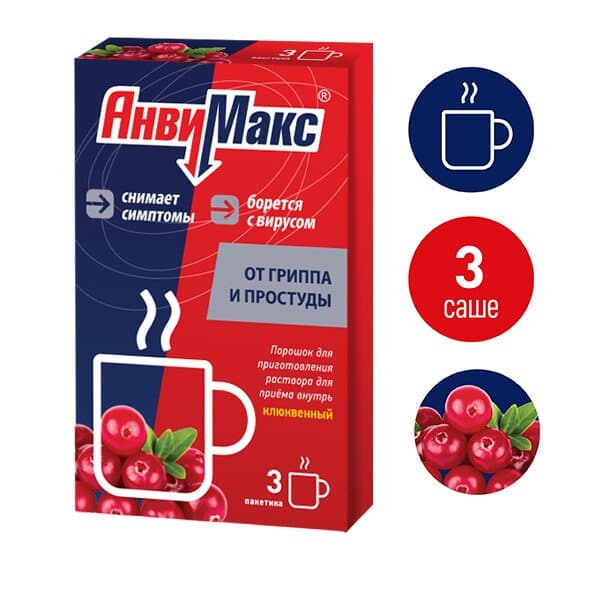 3
АнвиМакс®
снимает
симптомы
борется
с вирусом
ОТ ГРИППА
И ПРОСТУДЫ
Порошок для
приготовления
раствора для
приёма внутрь
клюквенный
3
пакетика
3
саше